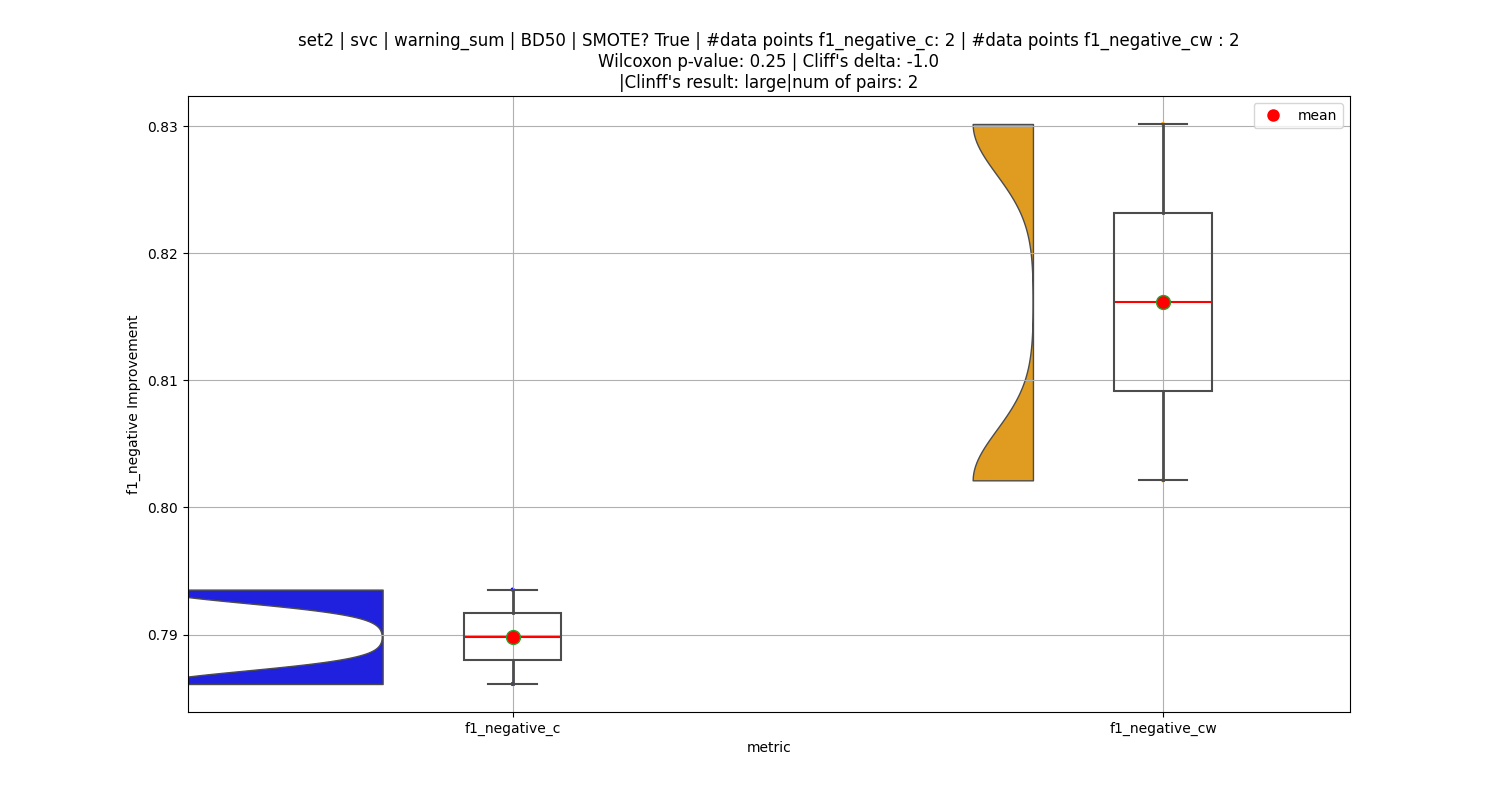 set2 | svc | warning_sum | BD50 | SMOTE? True | #data points f1_negative_c: 2 | #data points f1_negative_cw : 2
Wilcoxon p-value: 0.25 | Cliff's delta: -1.0
|Clinff's result: large|num of pairs: 2
mean
0.83
0.82
0.81
0.80
0.79
f1_negative Improvement
f1_negative_c
f1_negative_cw
metric